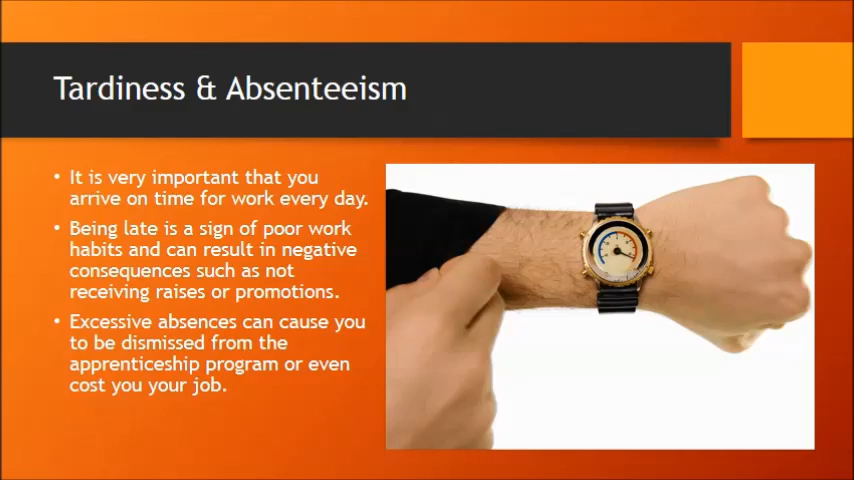 Tardiness & Absenteeism
• It is very important that you
arrive on time for work every day.
• Being late is a sign of poor work
habits and can result in negative
consequences such as not
receiving raises or promotions.
• Excessive absences can cause you
to be dismissed from the
apprenticeship program or even
cost you your job.